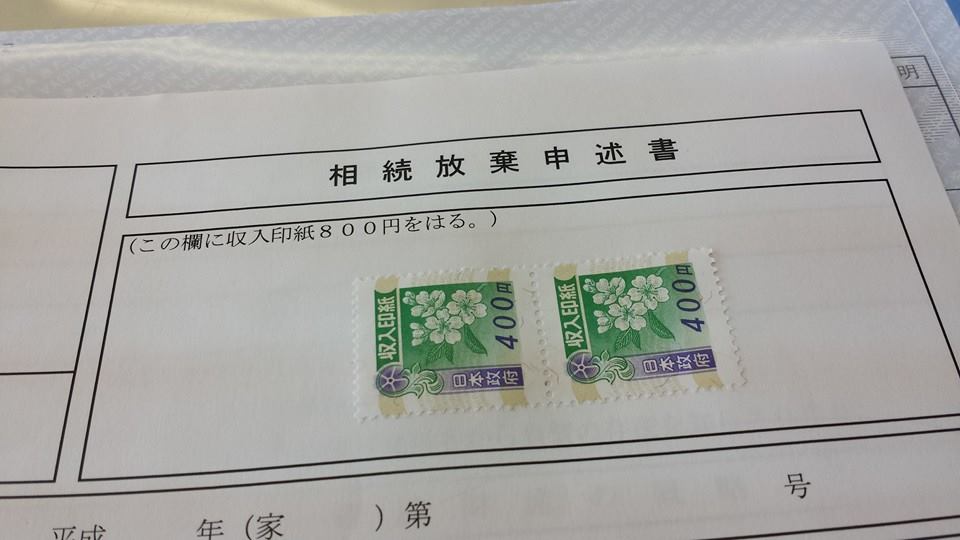 明
相続放棄申述書
(この欄に収入印紙８００円をはる。)
収入印紙
400円
日本政府
収入印紙
400円
日本政府
平成　　年（家　　）第　　号